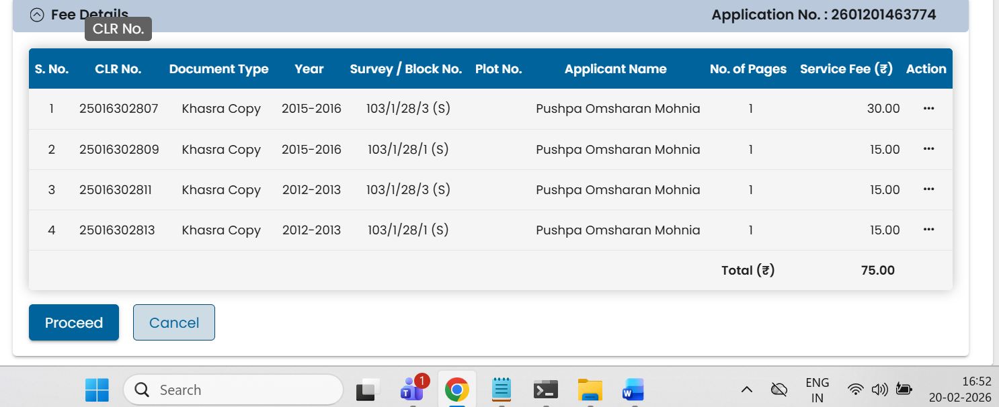 Fee Details Application No. : 2601201463774
CLR No.
S. No. CLR No. Document Type Year Survey / Block No. Plot No. Applicant Name No. of Pages Service Fee (₹) Action
1 25016302807 Khasra Copy 2015-2016 103/1/28/3 (S) Pushpa Omsharan Mohnia 1 30.00 ...
2 25016302809 Khasra Copy 2015-2016 103/1/28/1 (S) Pushpa Omsharan Mohnia 1 15.00 ...
3 25016302811 Khasra Copy 2012-2013 103/1/28/3 (S) Pushpa Omsharan Mohnia 1 15.00 ...
4 25016302813 Khasra Copy 2012-2013 103/1/28/1 (S) Pushpa Omsharan Mohnia 1 15.00 ...
Total (₹) 75.00
Proceed Cancel
Search T 1 W ENG 16:52
IN 20-02-2026